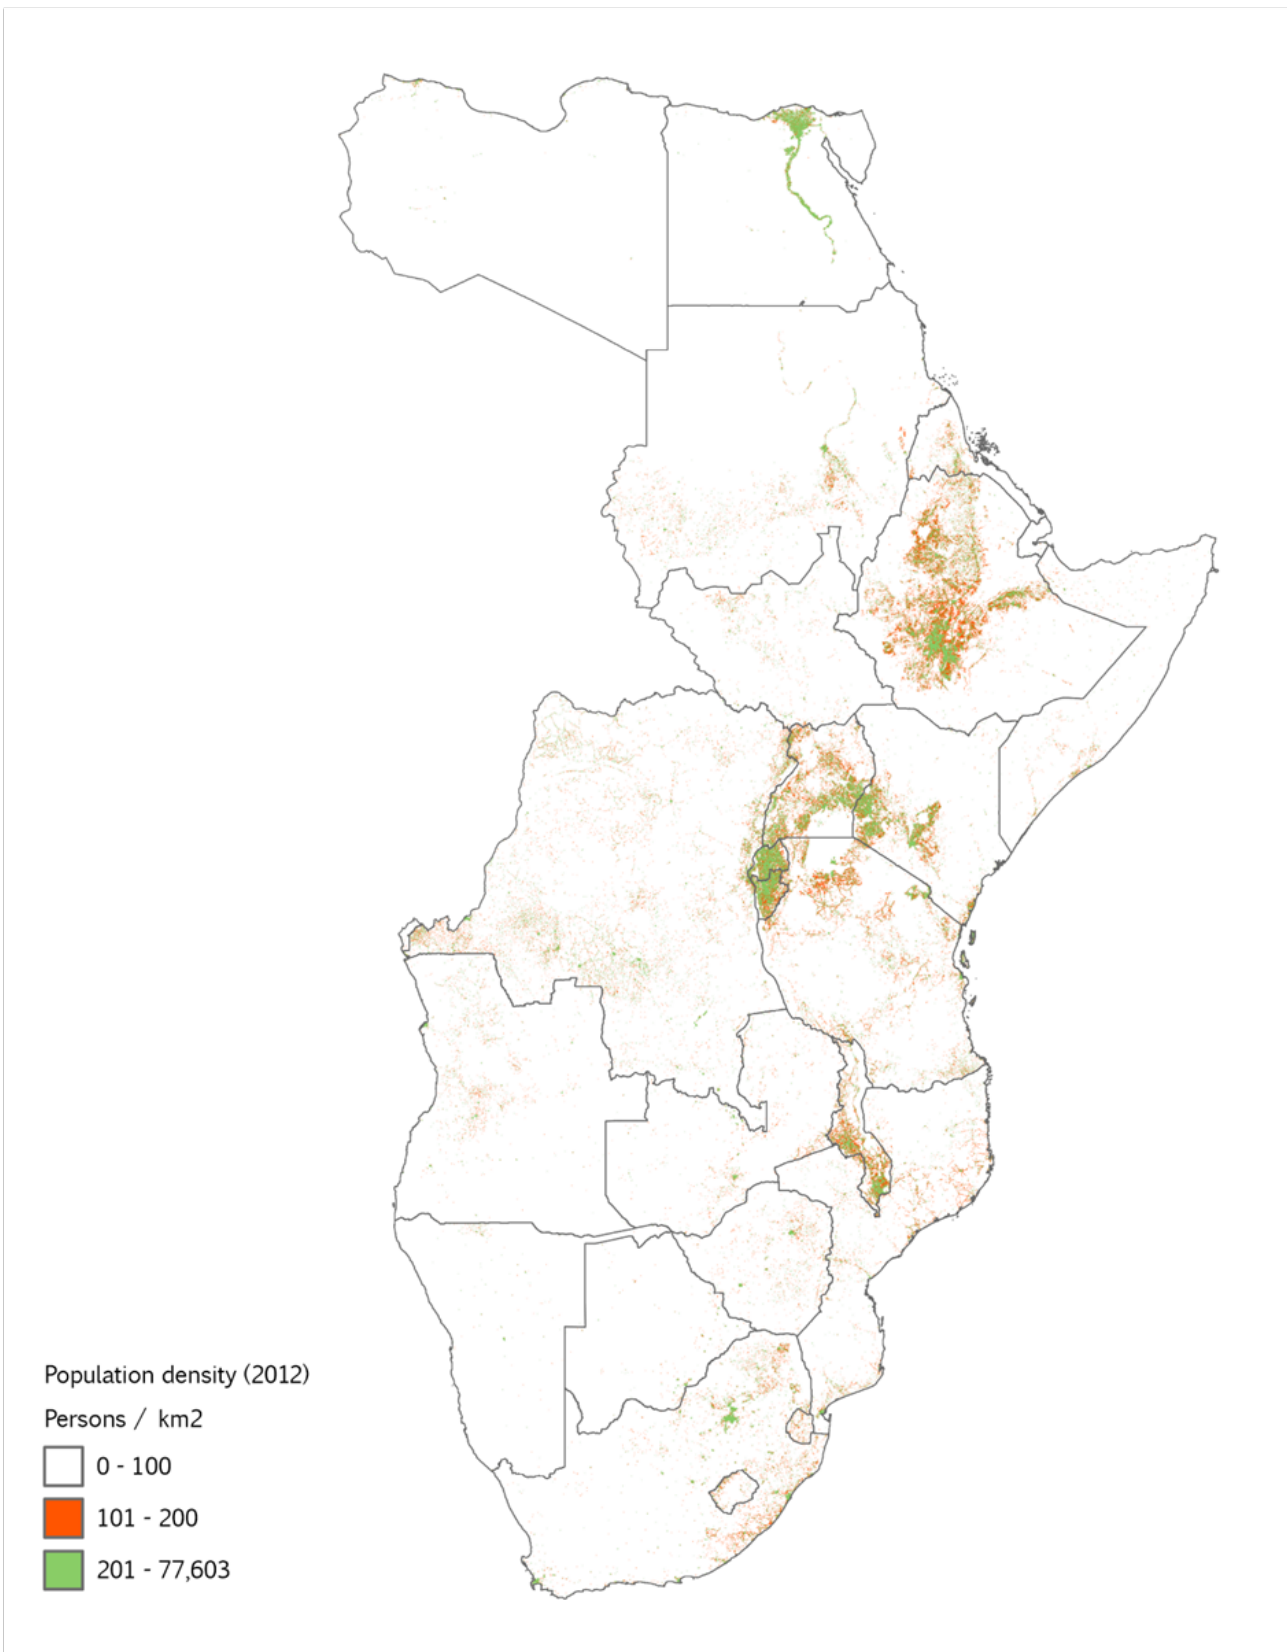 Population density (2012)
Persons / km2
0 - 100
101 - 200
201 - 77,603